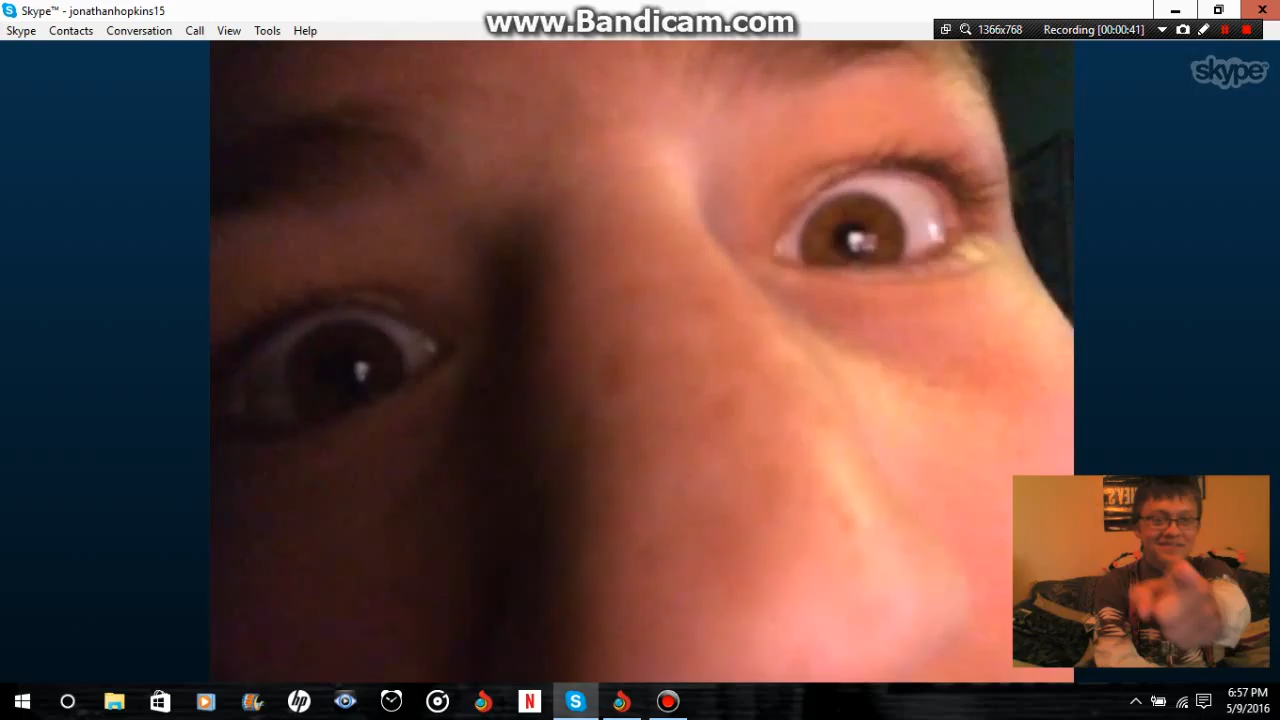 Skype™ - jonathanhopkins15
www.Bandicam.com
Skype Contacts Conversation Call View Tools Help
1366x768 Recording [00:00:41]
skype
hp
N
S
6:57 PM
5/9/2016